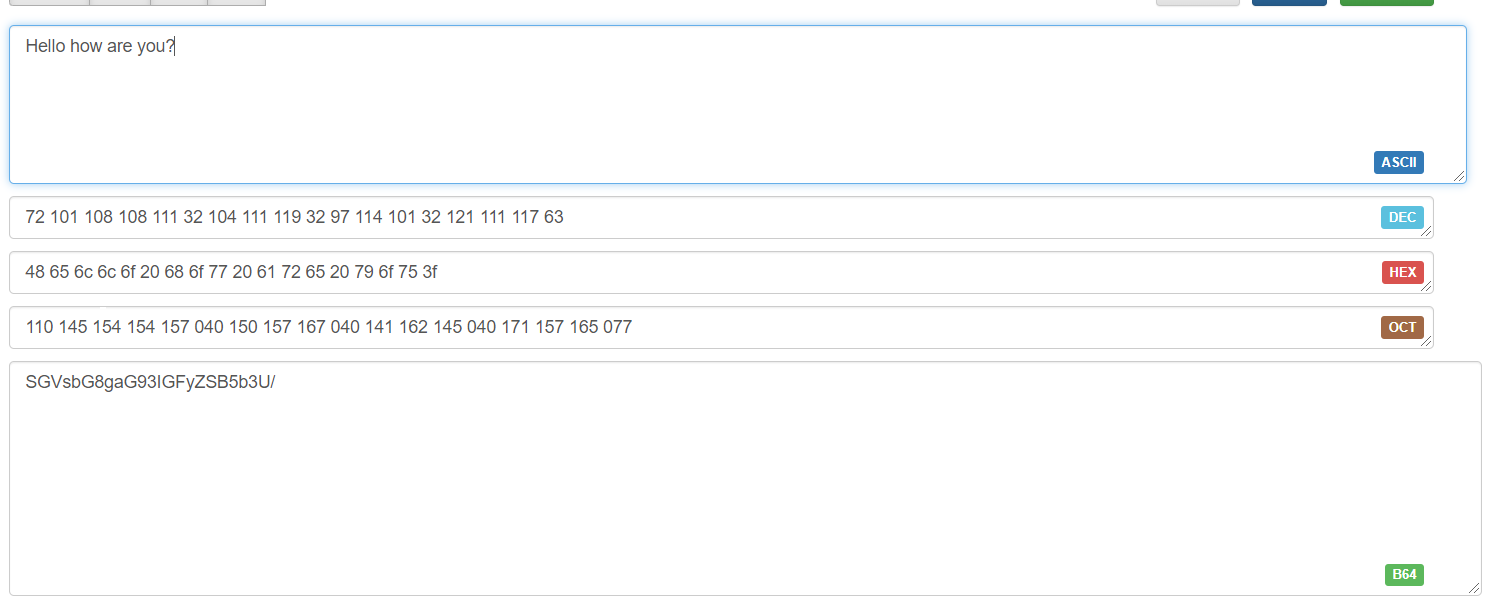 Hello how are you?
ASCII
72 101 108 108 111 32 104 111 119 32 97 114 101 32 121 111 117 63
DEC
48 65 6c 6c 6f 20 68 6f 77 20 61 72 65 20 79 6f 75 3f
HEX
110 145 154 154 157 040 150 157 167 040 141 162 145 040 171 157 165 077
OCT
SGVsbG8gaG93IGFyZSB5b3U/
B64